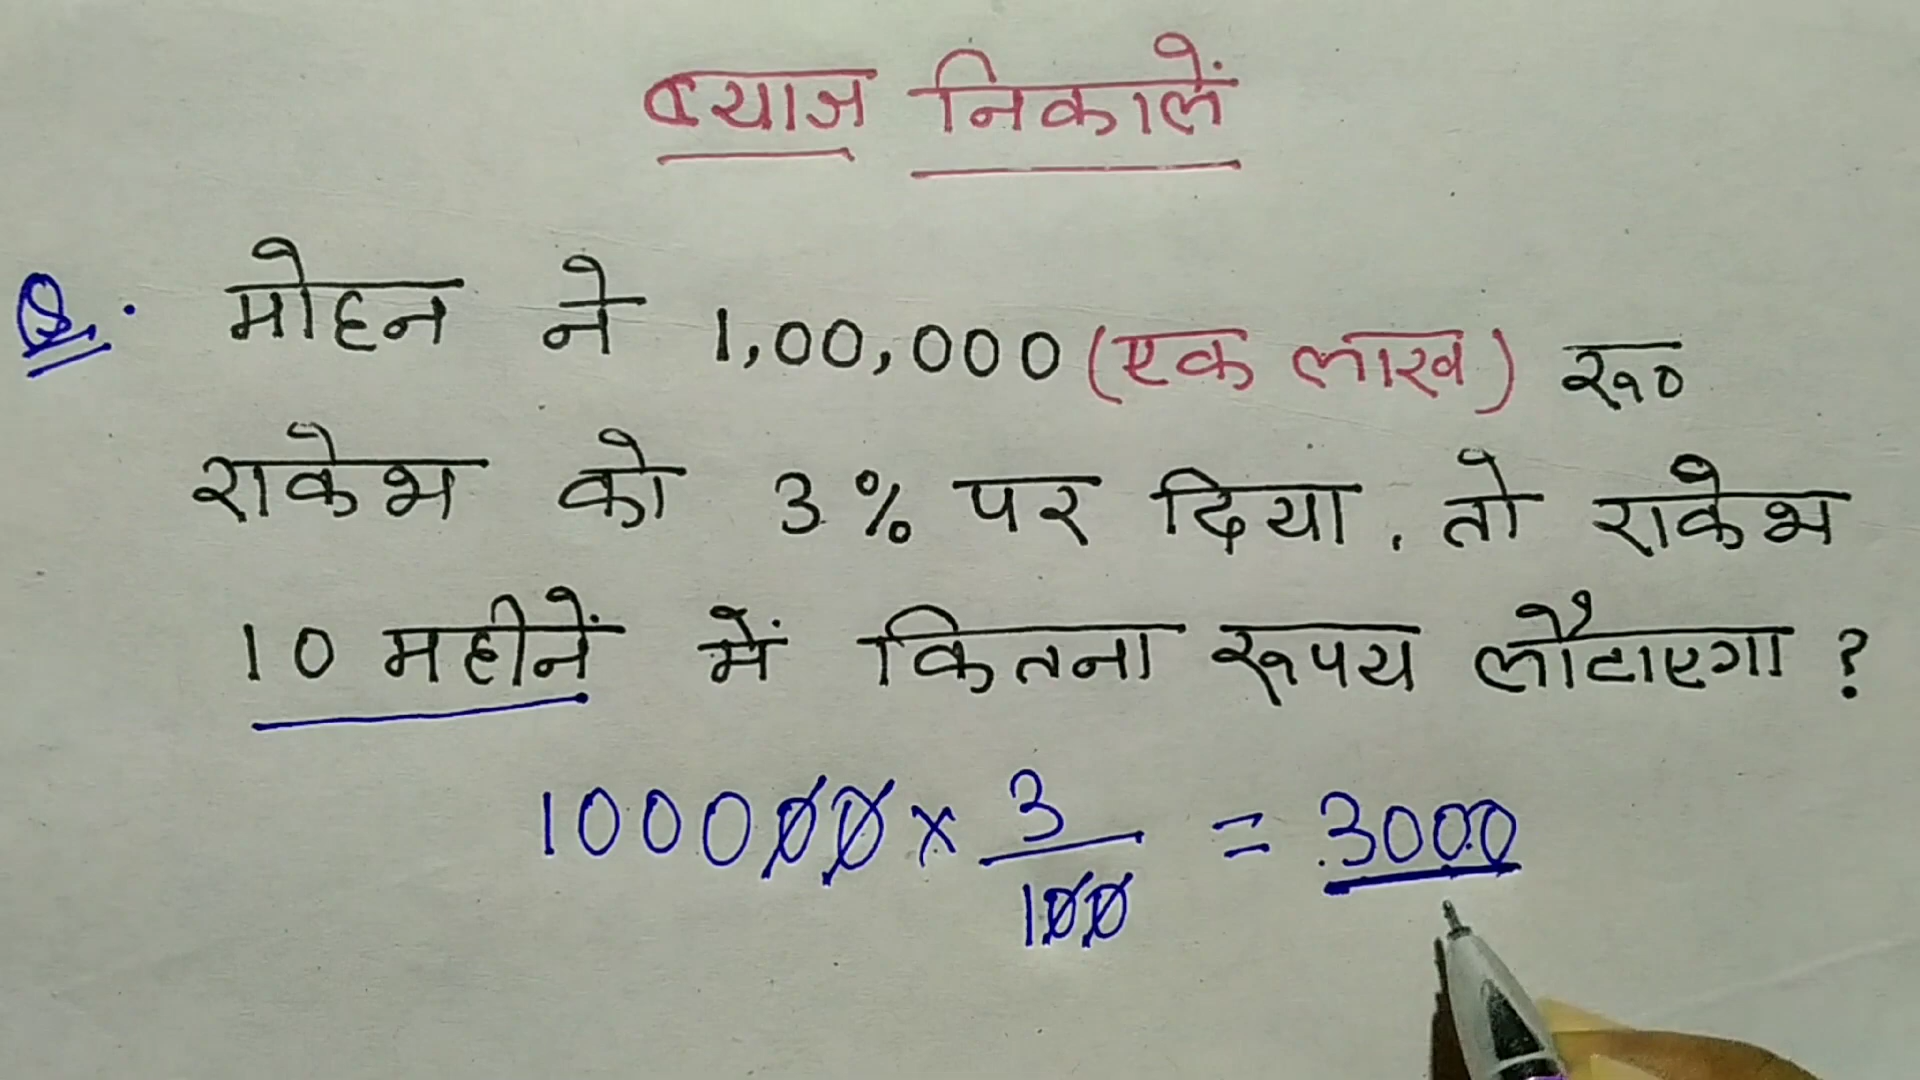 ब्याज निकालें
Q. मोहन ने 1,00,000 (एक लाख) रू०
राकेश को 3% पर दिया, तो राकेश
10 महीनें में कितना रूपय लौटाएगा ?
100000 × 3/100 = 3000